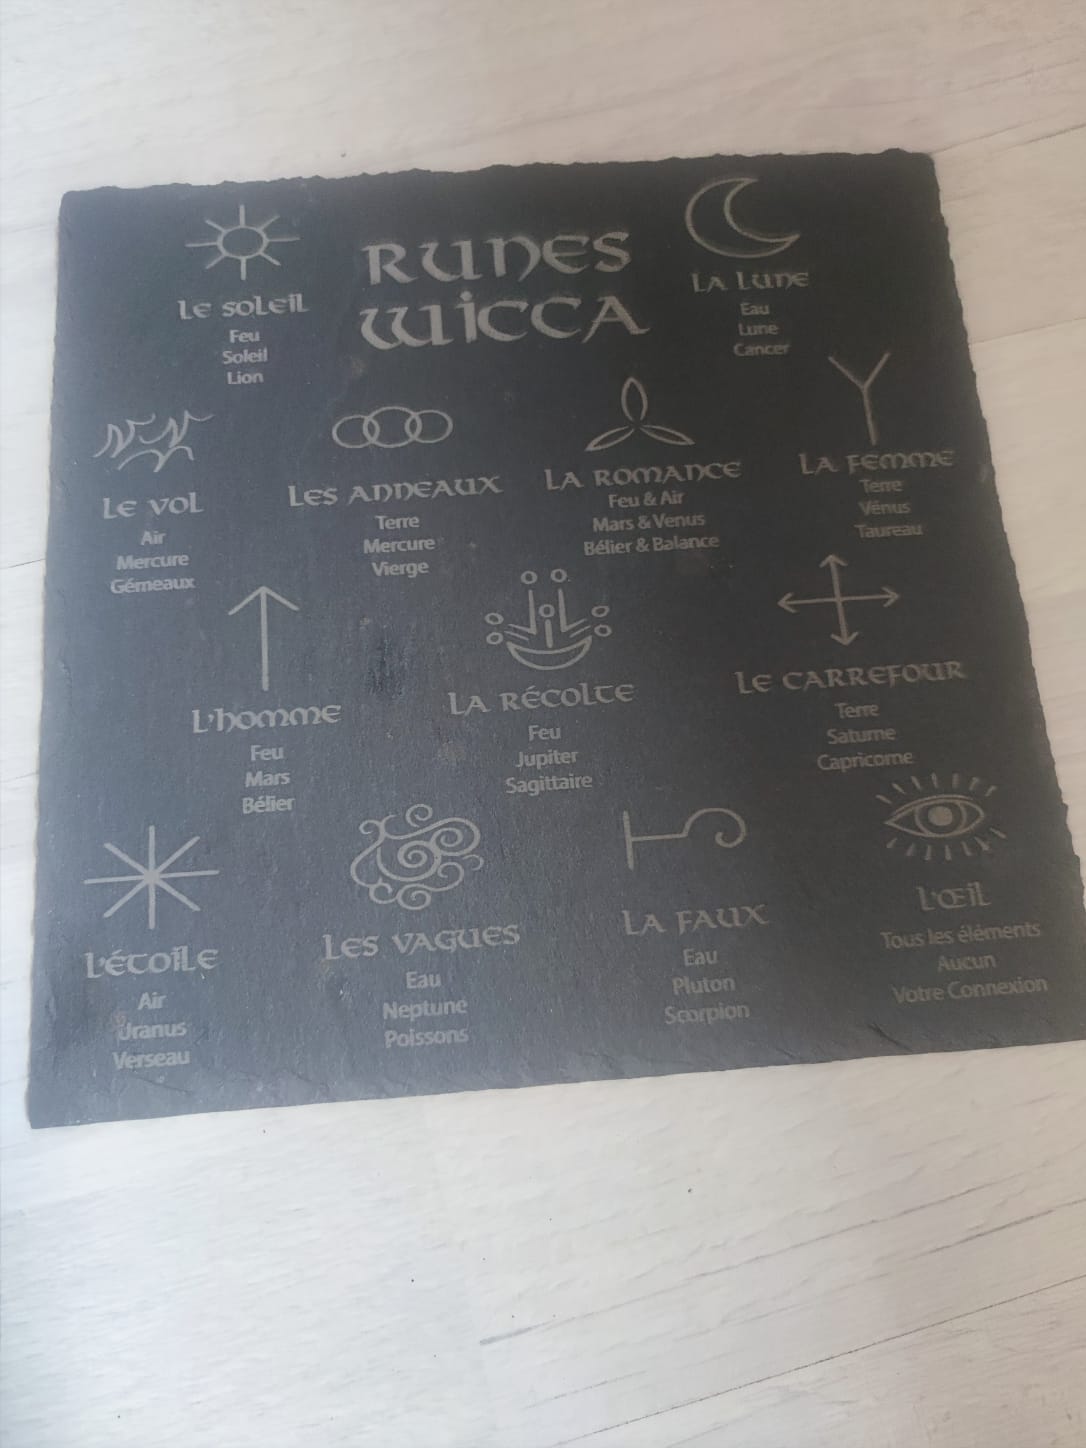 RUNES
WICCA
Le soleil
Feu
Soleil
Lion
La Lune
Eau
Lune
Cancer
Le vol
Air
Mercure
Gémeaux
Les Anneaux
Terre
Mercure
Vierge
La Romance
Feu & Air
Mars & Venus
Bélier & Balance
La Femme
Terre
Vénus
Taureau
L'homme
Feu
Mars
Bélier
La Récolte
Feu
Jupiter
Sagittaire
Le Carrefour
Terre
Saturne
Capricorne
L'étoile
Air
Uranus
Verseau
Les Vagues
Eau
Neptune
Poissons
La Faux
Eau
Pluton
Scorpion
L'œil
Tous les éléments
Aucun
Votre Connexion